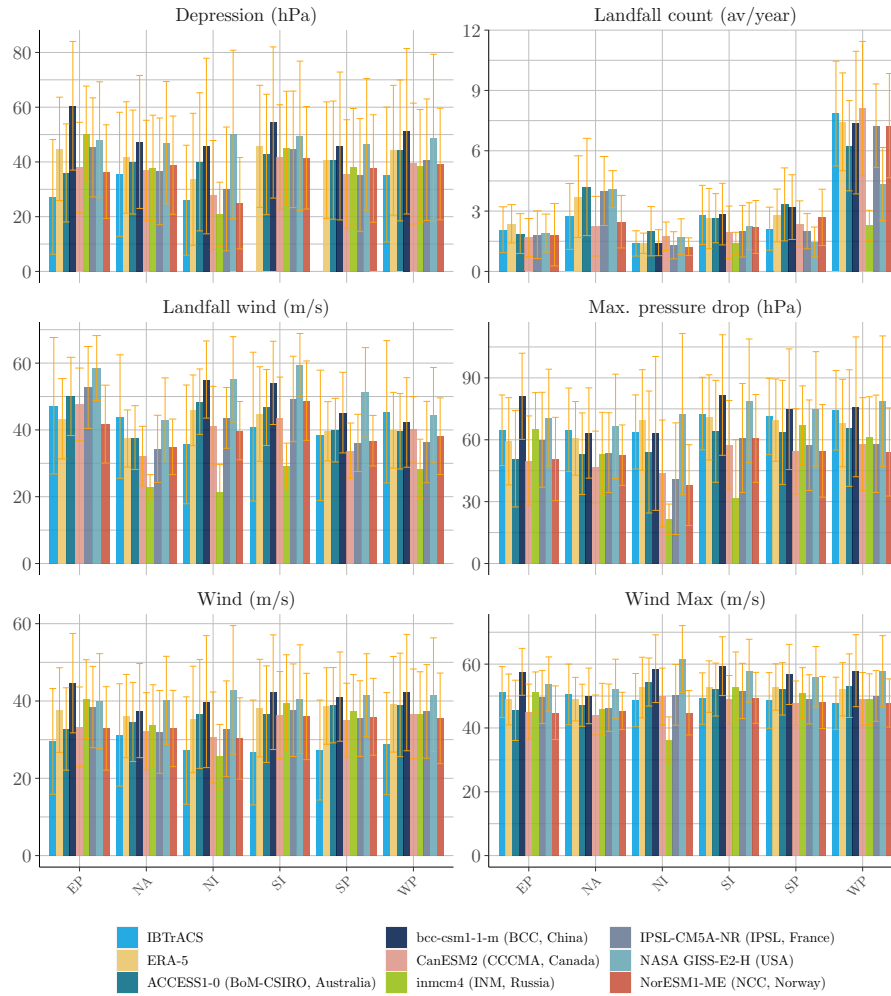 Depression (hPa)
Landfall count (av/year)
80
60
40
20
0
12
9
6
3
0
Landfall wind (m/s)
Max. pressure drop (hPa)
60
40
20
0
90
60
30
0
Wind (m/s)
Wind Max (m/s)
60
40
20
0
60
40
20
0
EP NA NI SI SP WP
EP NA NI SI SP WP
IBTrACS
ERA-5
ACCESS1-0 (BoM-CSIRO, Australia)
bcc-csm1-1-m (BCC, China)
CanESM2 (CCCMA, Canada)
inmcm4 (INM, Russia)
IPSL-CM5A-NR (IPSL, France)
NASA GISS-E2-H (USA)
NorESM1-ME (NCC, Norway)